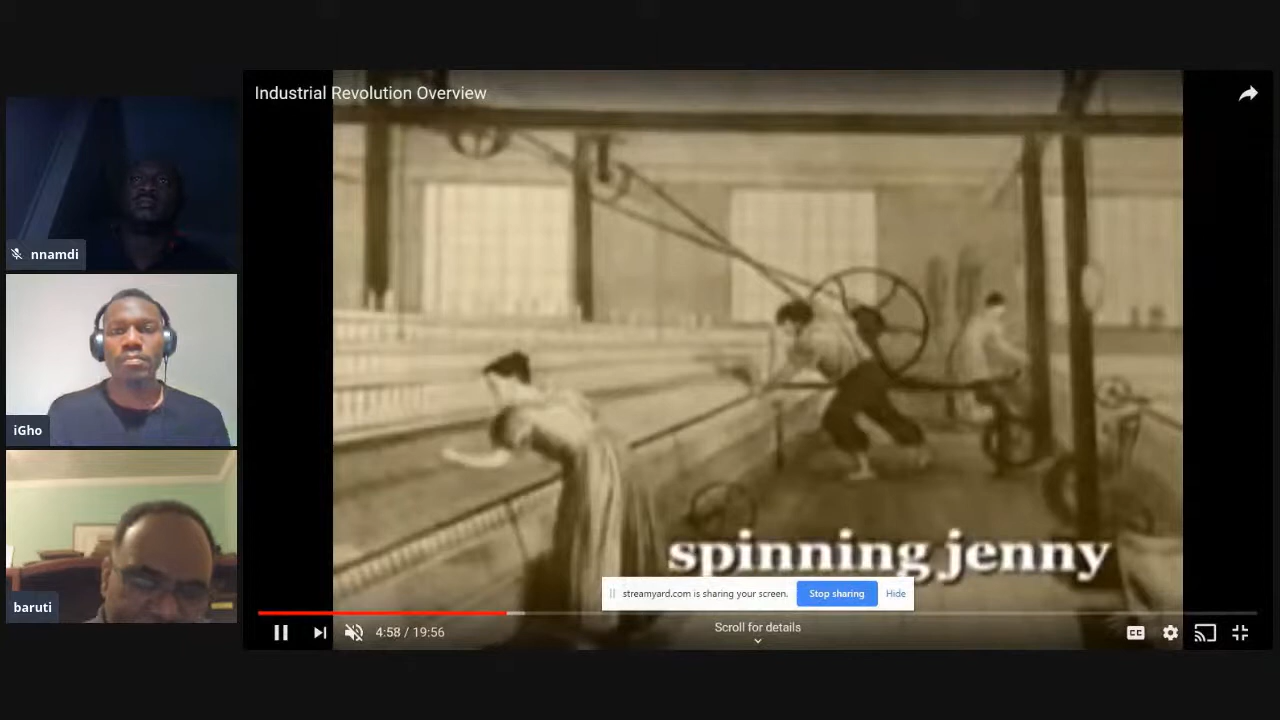 Industrial Revolution Overview
nnamdi
iGho
baruti
spinning jenny
streamyard.com is sharing your screen.
Stop sharing
Hide
4:58 / 19:56
Scroll for details
CC